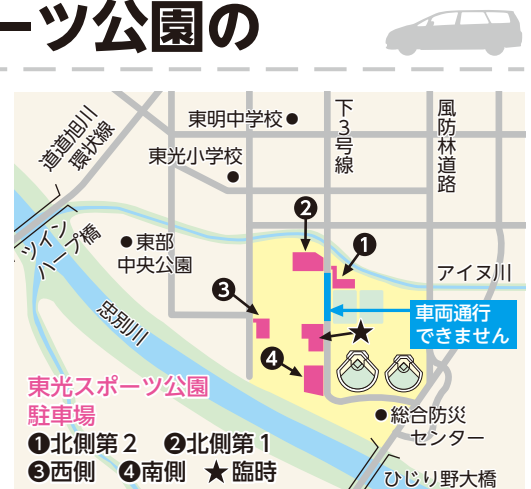 ーツ公園の
道道旭川
環状線
東明中学校
下3号線
風防林道路
東光小学校
❷
❶
ツイン
ハープ橋
東部
中央公園
アイヌ川
❸
車両通行
できません
★
忠別川
❹
東光スポーツ公園
駐車場
❶北側第2 ❷北側第1
❸西側 ❹南側 ★臨時
総合防災
センター
ひじり野大橋